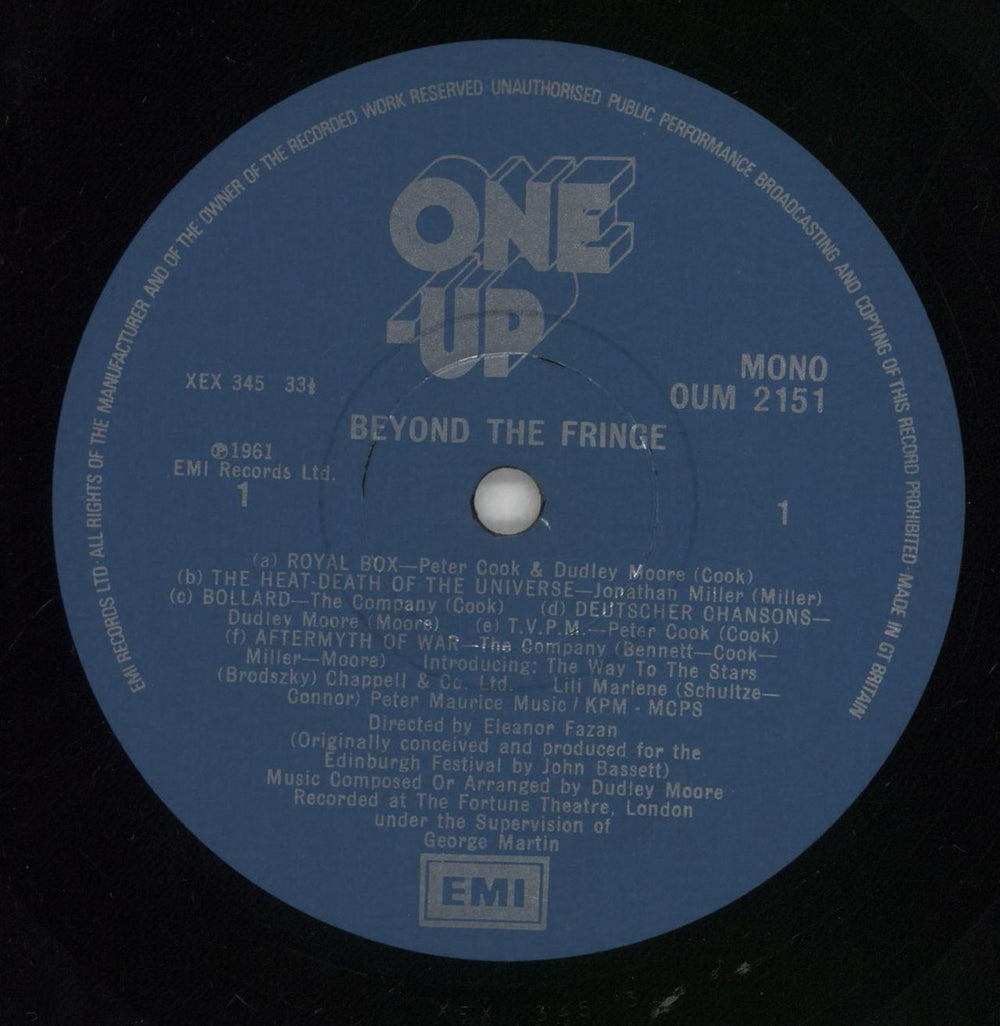 EMI RECORDS LTD · ALL RIGHTS OF THE MANUFACTURER AND OF THE OWNER OF THE RECORDED WORK RESERVED · UNAUTHORISED PUBLIC PERFORMANCE BROADCASTING AND COPYING OF THIS RECORD PROHIBITED · MADE IN GT BRITAIN
ONE
-UP
MONO
XEX 345 33⅓
OUM 2151
BEYOND THE FRINGE
℗1961
EMI Records Ltd.
1
1
(a) ROYAL BOX—Peter Cook & Dudley Moore (Cook)
(b) THE HEAT-DEATH OF THE UNIVERSE—Jonathan Miller (Miller)
(c) BOLLARD—The Company (Cook) (d) DEUTSCHER CHANSONS—
Dudley Moore (Moore) (e) T.V.P.M.—Peter Cook (Cook)
(f) AFTERMYTH OF WAR—The Company (Bennett—Cook—
Miller—Moore) Introducing: The Way To The Stars
(Brodszky) Chappell & Co. Ltd. Lili Marlene (Schultze—
Connor) Peter Maurice Music / KPM - MCPS
Directed by Eleanor Fazan
(Originally conceived and produced for the
Edinburgh Festival by John Bassett)
Music Composed Or Arranged by Dudley Moore
Recorded at The Fortune Theatre, London
under the Supervision of
George Martin
EMI
XEX 345